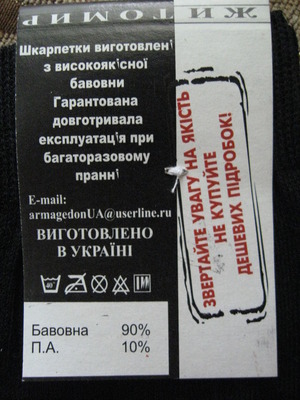 ЖИТОМИР
Шкарпетки виготовлені
з високоякісної
бавовни
Гарантована
довготривала
експлуатація при
багаторазовому
пранні
E-mail:
armagedonUA@userline.ru
ВИГОТОВЛЕНО
В УКРАЇНІ
40°
Бавовна 90%
П.А. 10%
ЗВЕРТАЙТЕ УВАГУ НА ЯКІСТЬ
НЕ КУПУЙТЕ
ДЕШЕВИХ ПІДРОБОК!